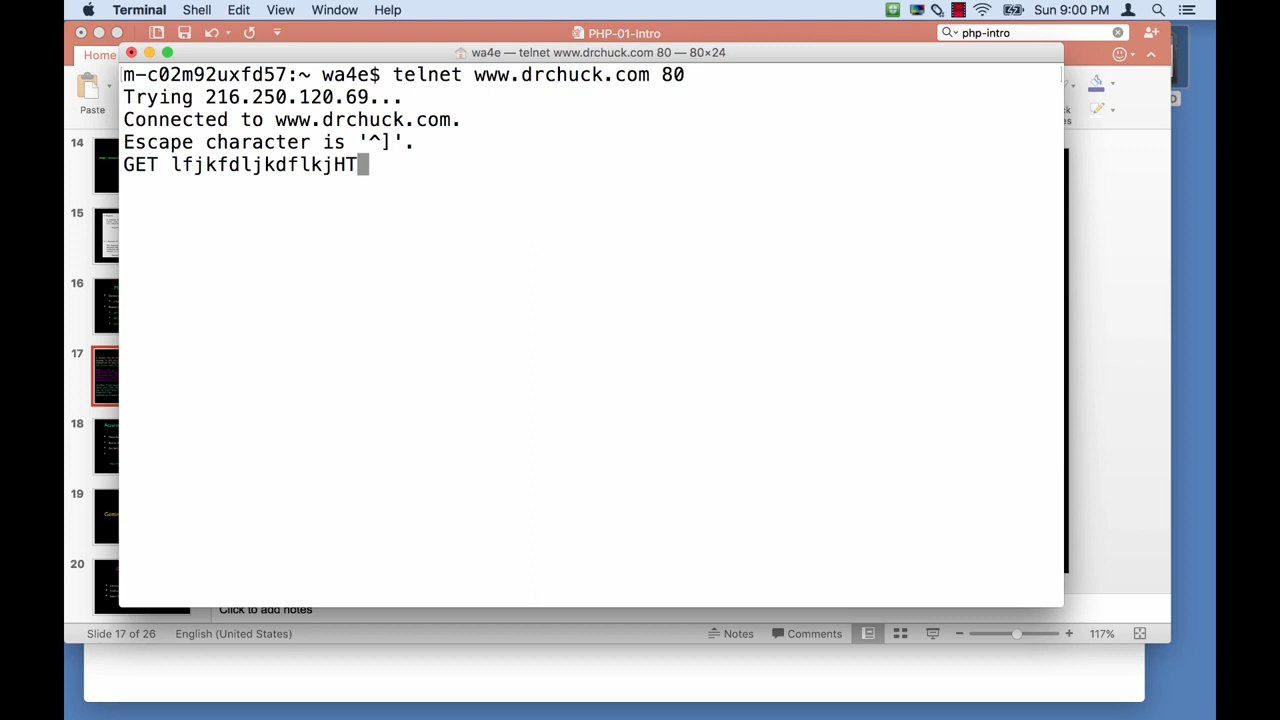 Terminal Shell Edit View Window Help Sun 9:00 PM
PHP-01-Intro php-intro
Home
wa4e — telnet www.drchuck.com 80 — 80×24
Paste
m-c02m92uxfd57:~ wa4e$ telnet www.drchuck.com 80
Trying 216.250.120.69...
Connected to www.drchuck.com.
Escape character is '^]'.
GET lfjkfdljkdflkjHT
14
15
16
17
18
19
20
Click to add notes
Slide 17 of 26 English (United States) Notes Comments 117%